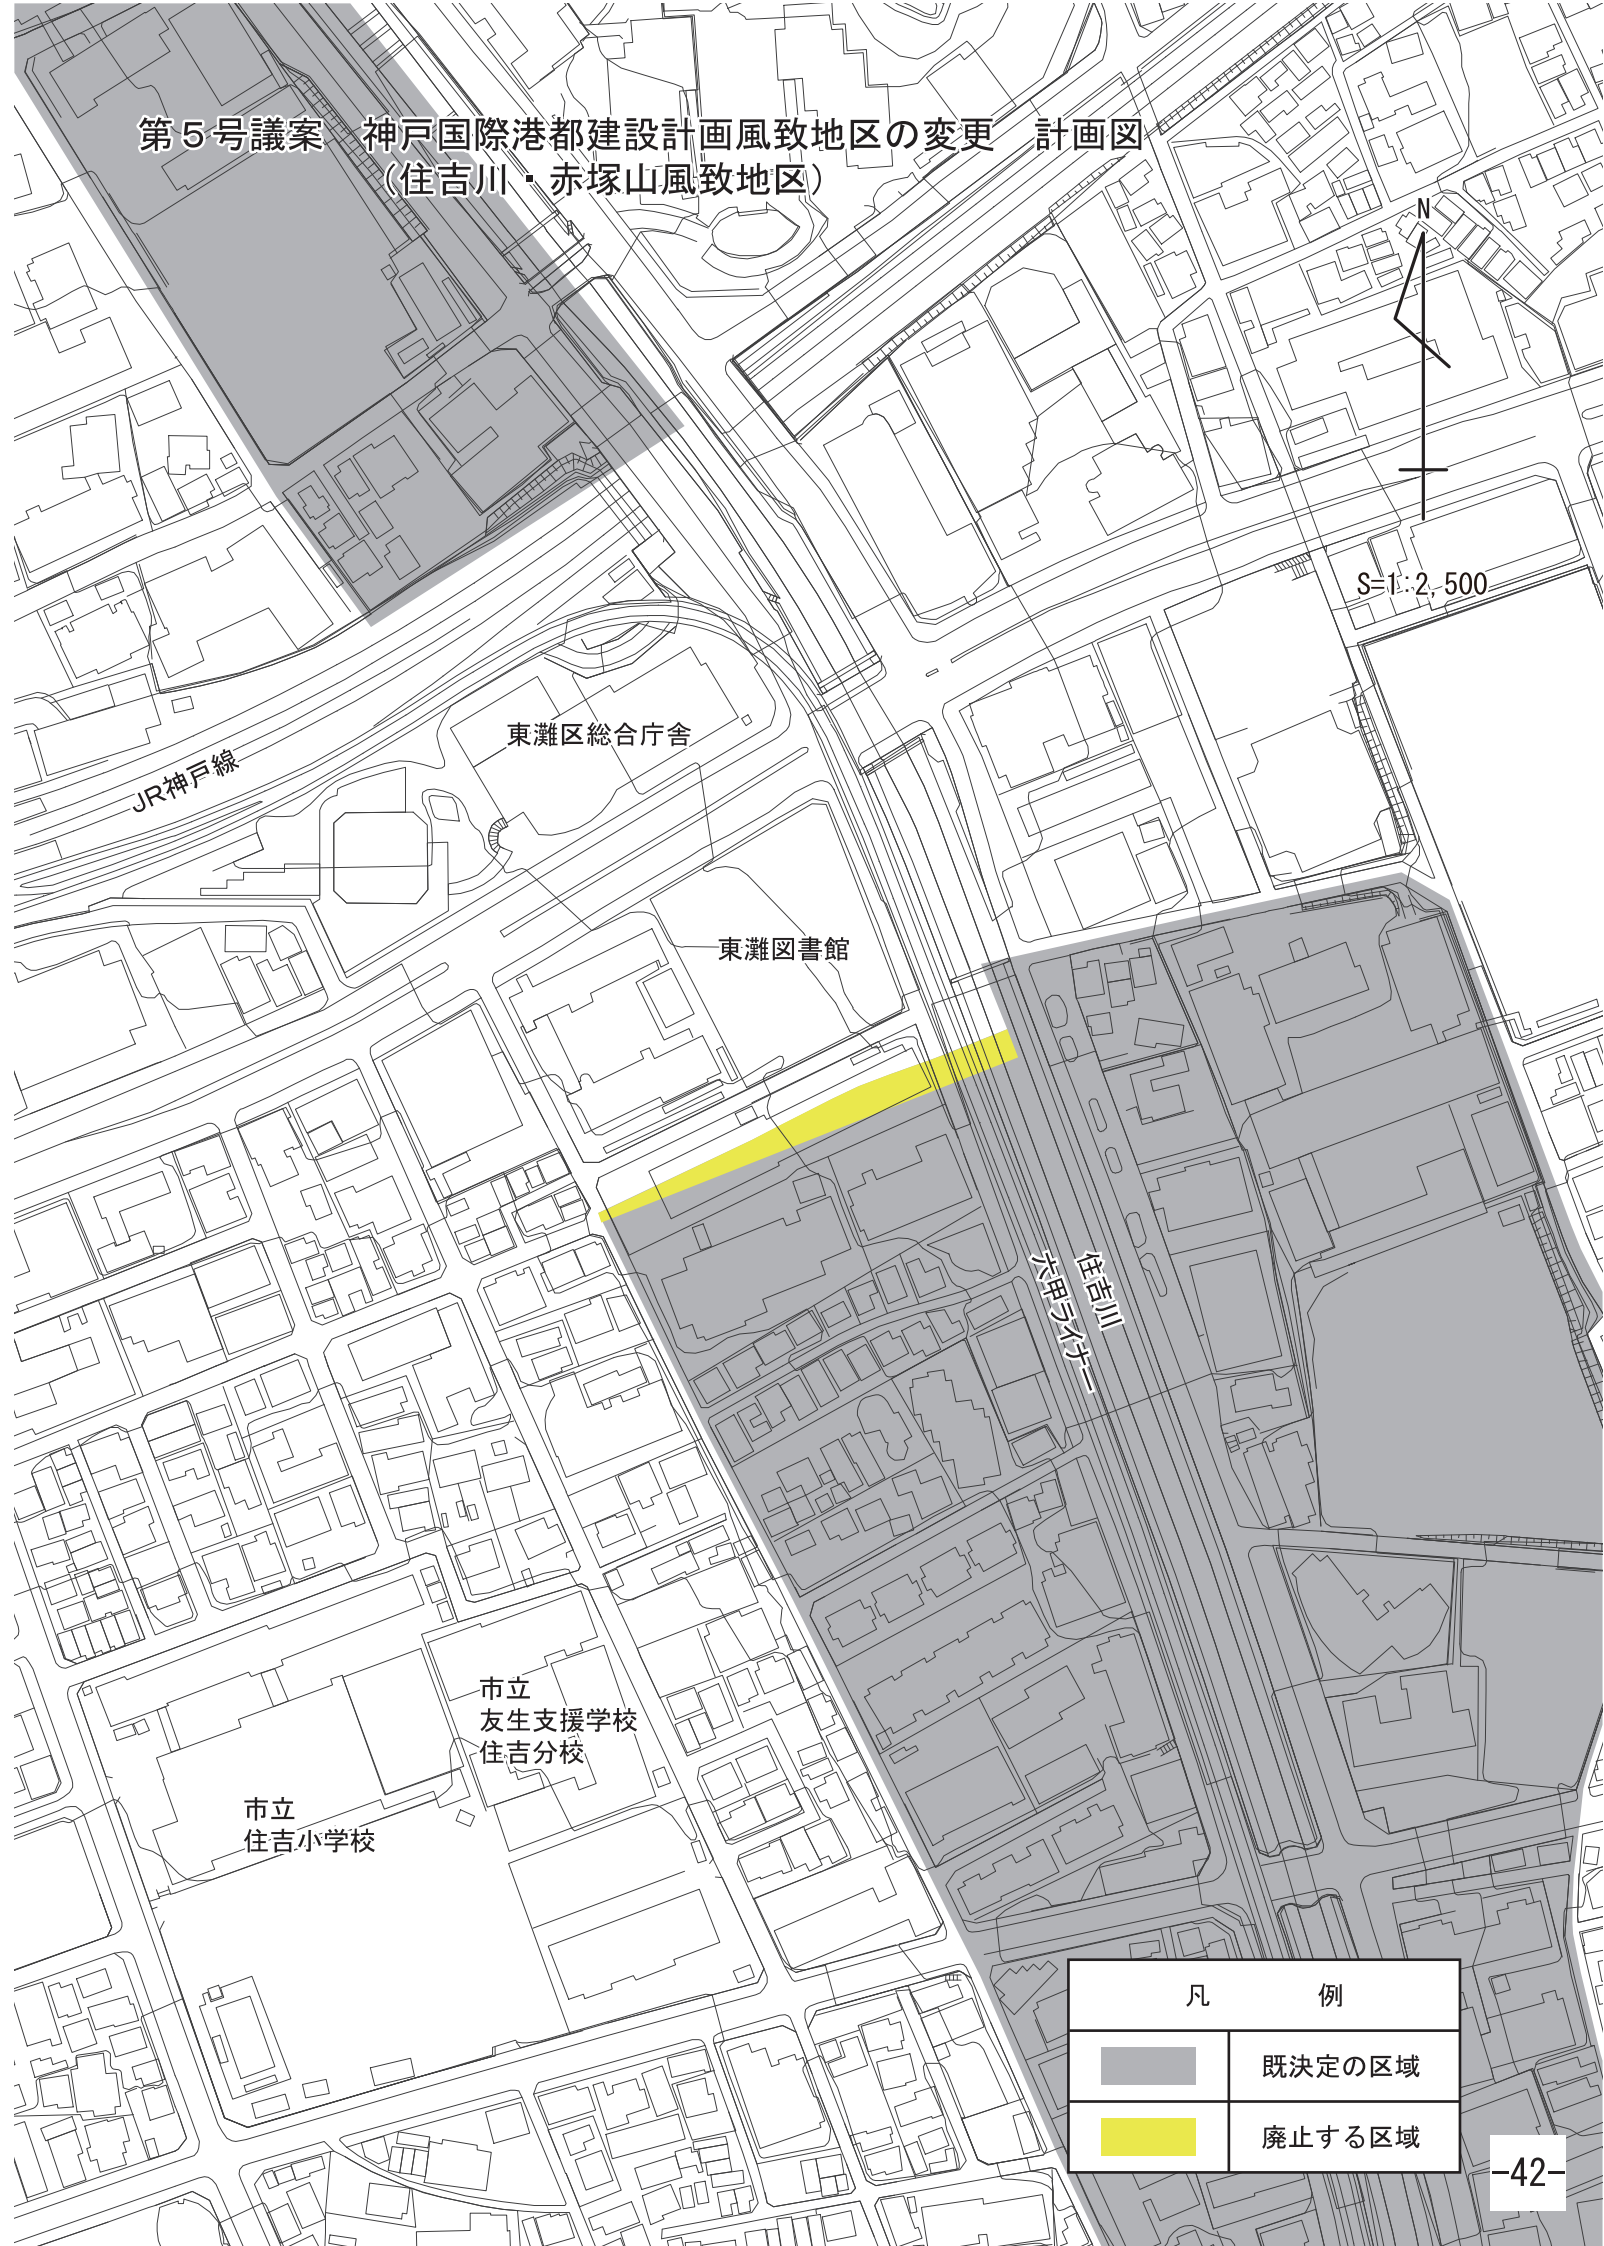 第５号議案　神戸国際港都建設計画風致地区の変更　計画図
（住吉川・赤塚山風致地区）
N
S=1:2,500
東灘区総合庁舎
JR神戸線
東灘図書館
住吉川
六甲ライナー
市立
友生支援学校
住吉分校
市立
住吉小学校
凡　例
既決定の区域
廃止する区域
-42-